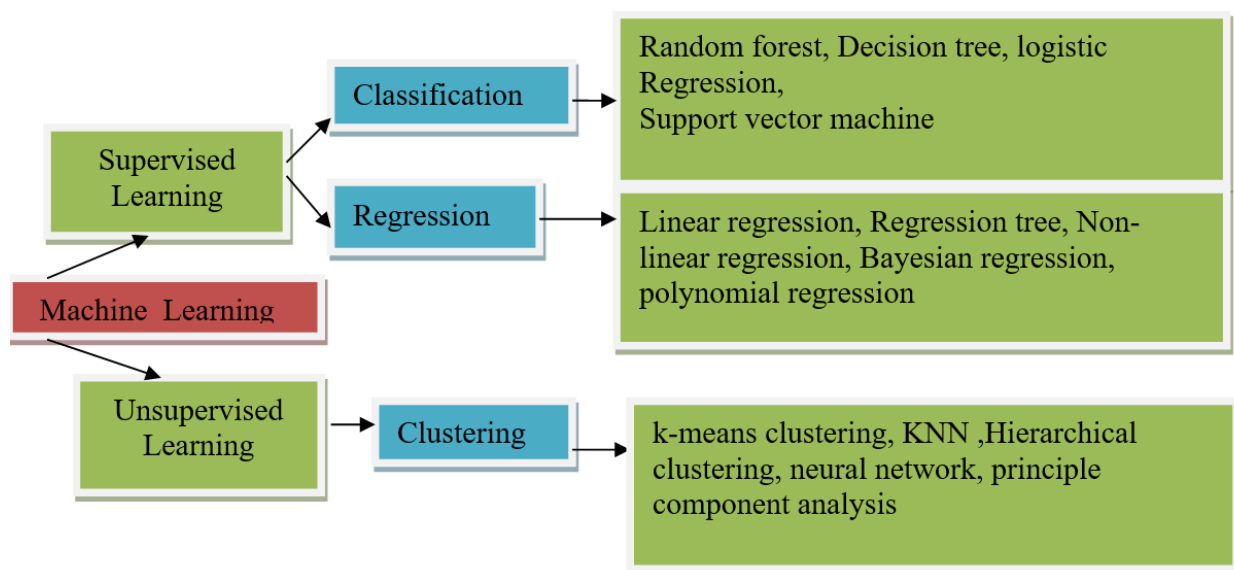 Random forest, Decision tree, logistic
Regression,
Support vector machine
Classification
Supervised
Learning
Regression
Linear regression, Regression tree, Non-
linear regression, Bayesian regression,
polynomial regression
Machine Learning
Unsupervised
Learning
Clustering
k-means clustering, KNN ,Hierarchical
clustering, neural network, principle
component analysis